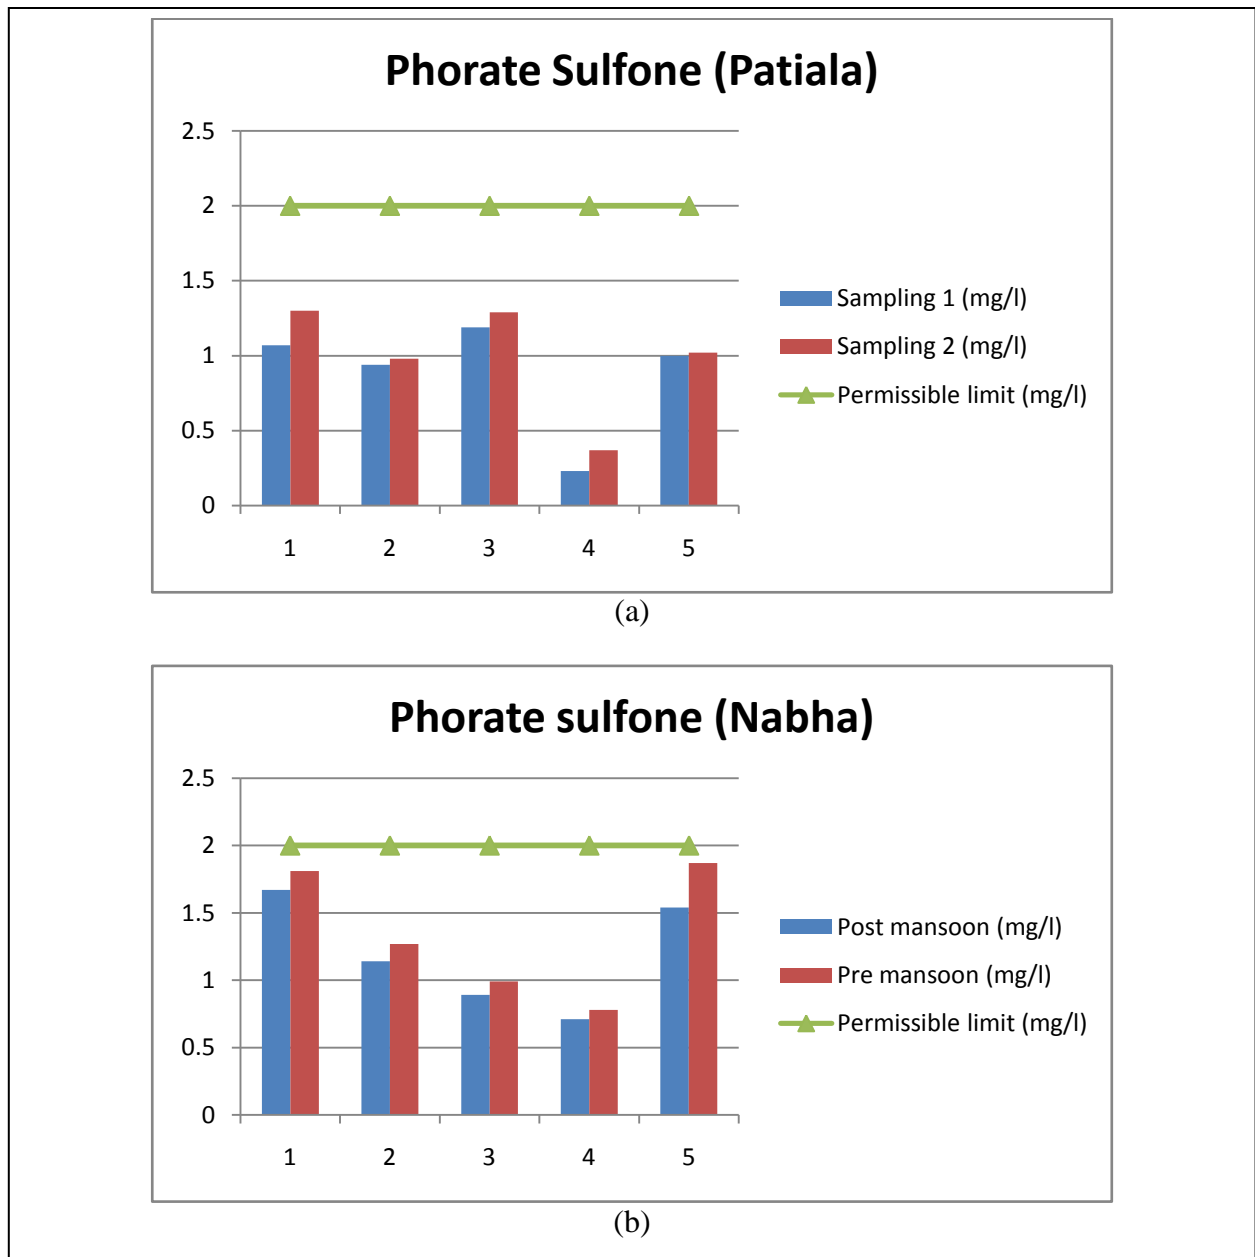 Phorate Sulfone (Patiala)
2.5
2
1.5
1
0.5
0
1 2 3 4 5
Sampling 1 (mg/l)
Sampling 2 (mg/l)
Permissible limit (mg/l)
(a)
Phorate sulfone (Nabha)
2.5
2
1.5
1
0.5
0
1 2 3 4 5
Post mansoon (mg/l)
Pre mansoon (mg/l)
Permissible limit (mg/l)
(b)